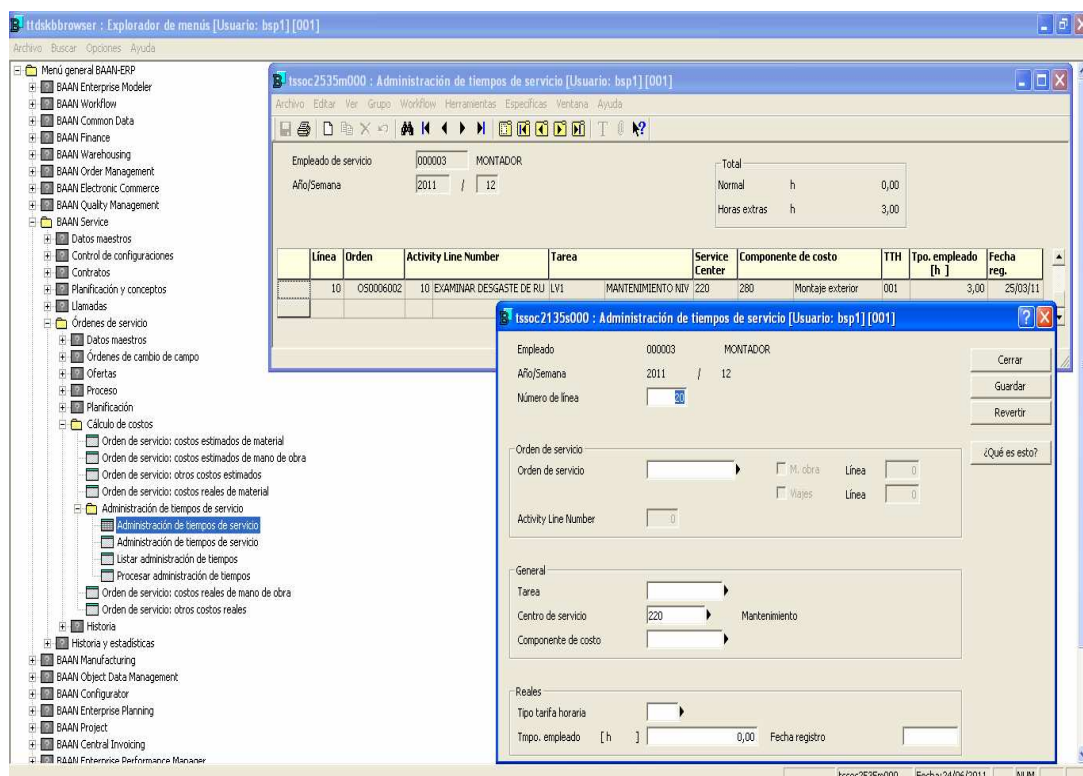 ttdskbbrowser : Explorador de menús [Usuario: bsp1] [001]
Archivo Buscar Opciones Ayuda
Menú general BAAN-ERP
BAAN Enterprise Modeler
BAAN Workflow
BAAN Common Data
BAAN Finance
BAAN Warehousing
BAAN Order Management
BAAN Electronic Commerce
BAAN Quality Management
BAAN Service
Datos maestros
Control de configuraciones
Contratos
Planificación y conceptos
Llamadas
Órdenes de servicio
Datos maestros
Órdenes de cambio de campo
Ofertas
Proceso
Planificación
Cálculo de costos
Orden de servicio: costos estimados de material
Orden de servicio: costos estimados de mano de obra
Orden de servicio: otros costos estimados
Orden de servicio: costos reales de material
Administración de tiempos de servicio
Administración de tiempos de servicio
Administración de tiempos de servicio
Listar administración de tiempos
Procesar administración de tiempos
Orden de servicio: costos reales de mano de obra
Orden de servicio: otros costos reales
Historia
Historia y estadísticas
BAAN Manufacturing
BAAN Object Data Management
BAAN Configurator
BAAN Enterprise Planning
BAAN Project
BAAN Central Invoicing
BAAN Enterprise Performance Manager
tssoc2535m000 : Administración de tiempos de servicio [Usuario: bsp1] [001]
Archivo Editar Ver Grupo Workflow Herramientas Específicas Ventana Ayuda
Empleado de servicio 000003 MONTADOR
Año/Semana 2011 / 12
Total
Normal h 0,00
Horas extras h 3,00
Línea Orden Activity Line Number Tarea Service Center Componente de costo TTH Tpo. empleado [h ] Fecha reg.
10 OS0006002 10 EXAMINAR DESGASTE DE RU LV1 MANTENIMIENTO NIV 220 280 Montaje exterior 001 3,00 25/03/11
tssoc2135s000 : Administración de tiempos de servicio [Usuario: bsp1] [001]
Empleado 000003 MONTADOR
Año/Semana 2011 / 12
Número de línea 20
Cerrar
Guardar
Revertir
¿Qué es esto?
Orden de servicio
Orden de servicio M. obra Línea 0
Viajes Línea 0
Activity Line Number 0
General
Tarea
Centro de servicio 220 Mantenimiento
Componente de costo
Reales
Tipo tarifa horaria
Tmpo. empleado [ h ] 0,00 Fecha registro
tssoc2535m000 Fecha:24/06/2011 NUM